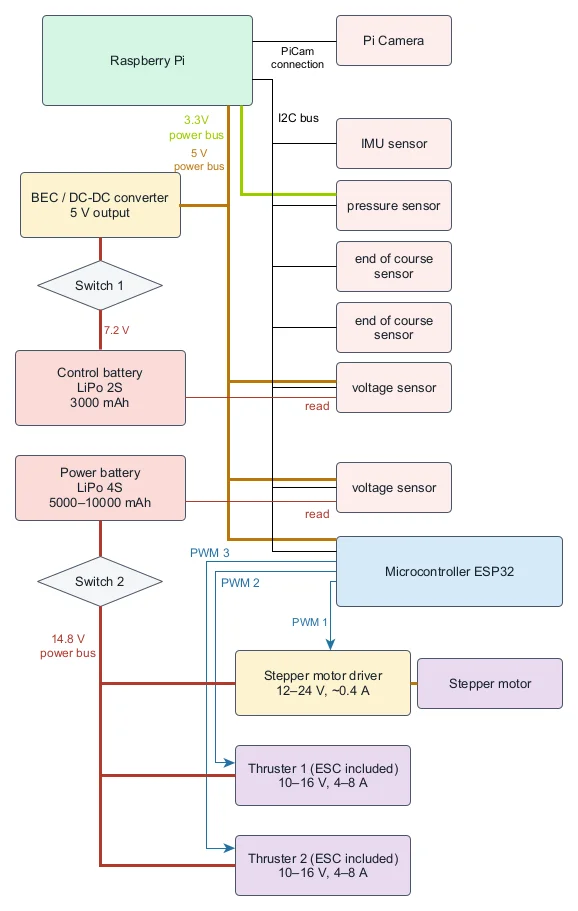 Raspberry Pi
Pi Camera
PiCam
connection
I2C bus
3.3V
power bus
5 V
power bus
IMU sensor
BEC / DC-DC converter
5 V output
pressure sensor
Switch 1
end of course
sensor
7.2 V
end of course
sensor
Control battery
LiPo 2S
3000 mAh
voltage sensor
read
Power battery
LiPo 4S
5000–10000 mAh
voltage sensor
read
PWM 3
Switch 2
PWM 2
Microcontroller ESP32
PWM 1
14.8 V
power bus
Stepper motor driver
12–24 V, ~0.4 A
Stepper motor
Thruster 1 (ESC included)
10–16 V, 4–8 A
Thruster 2 (ESC included)
10–16 V, 4–8 A